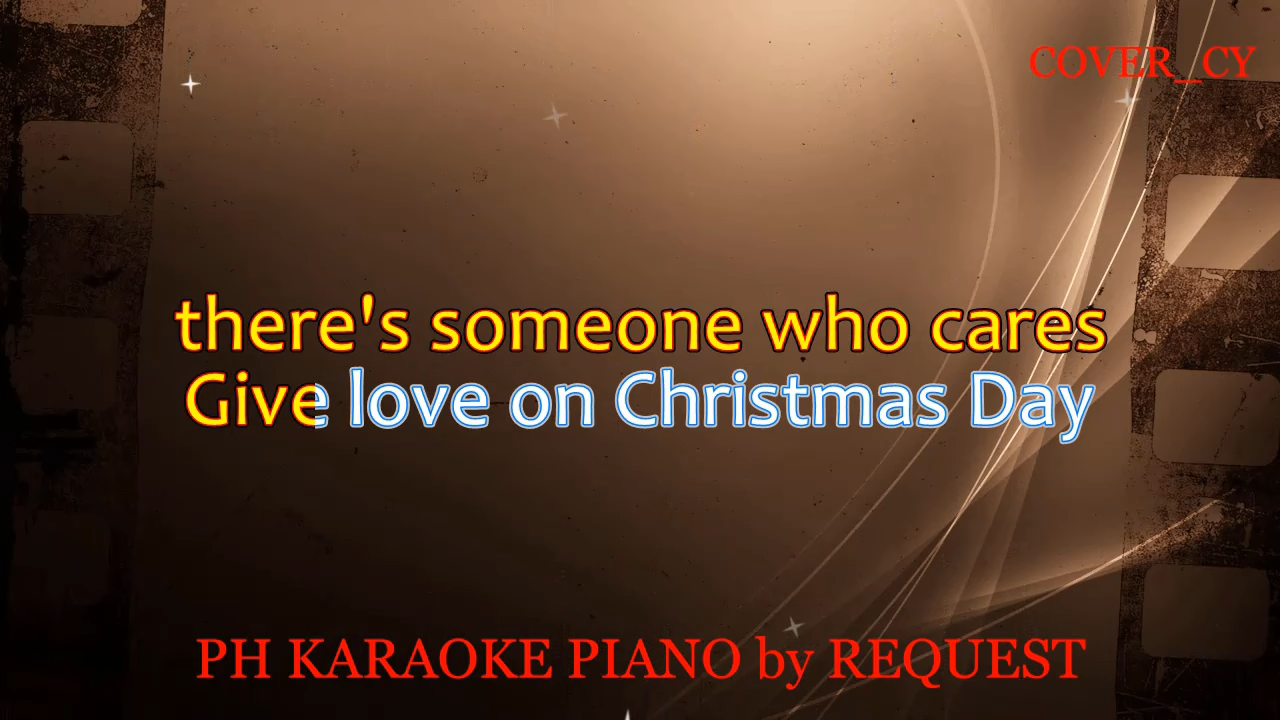 COVER_CY
there's someone who cares
Give love on Christmas Day
PH KARAOKE PIANO by REQUEST